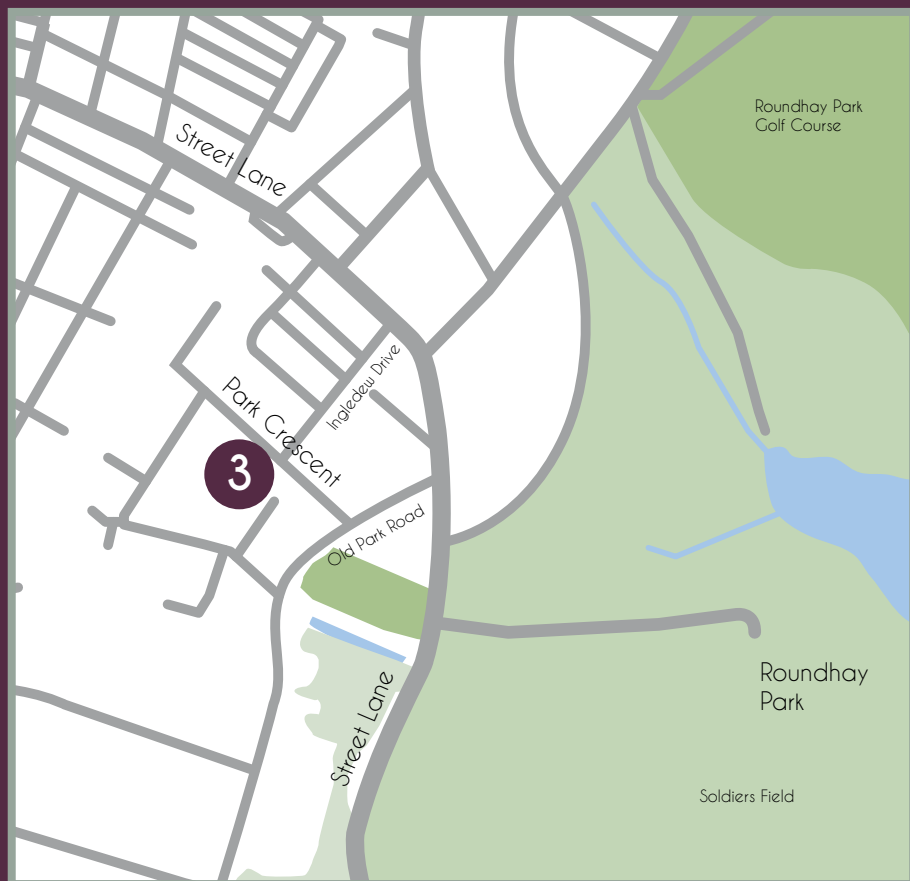 Roundhay Park
Golf Course
Street Lane
Ingledew Drive
Park Crescent
3
Old Park Road
Roundhay
Park
Street Lane
Soldiers Field